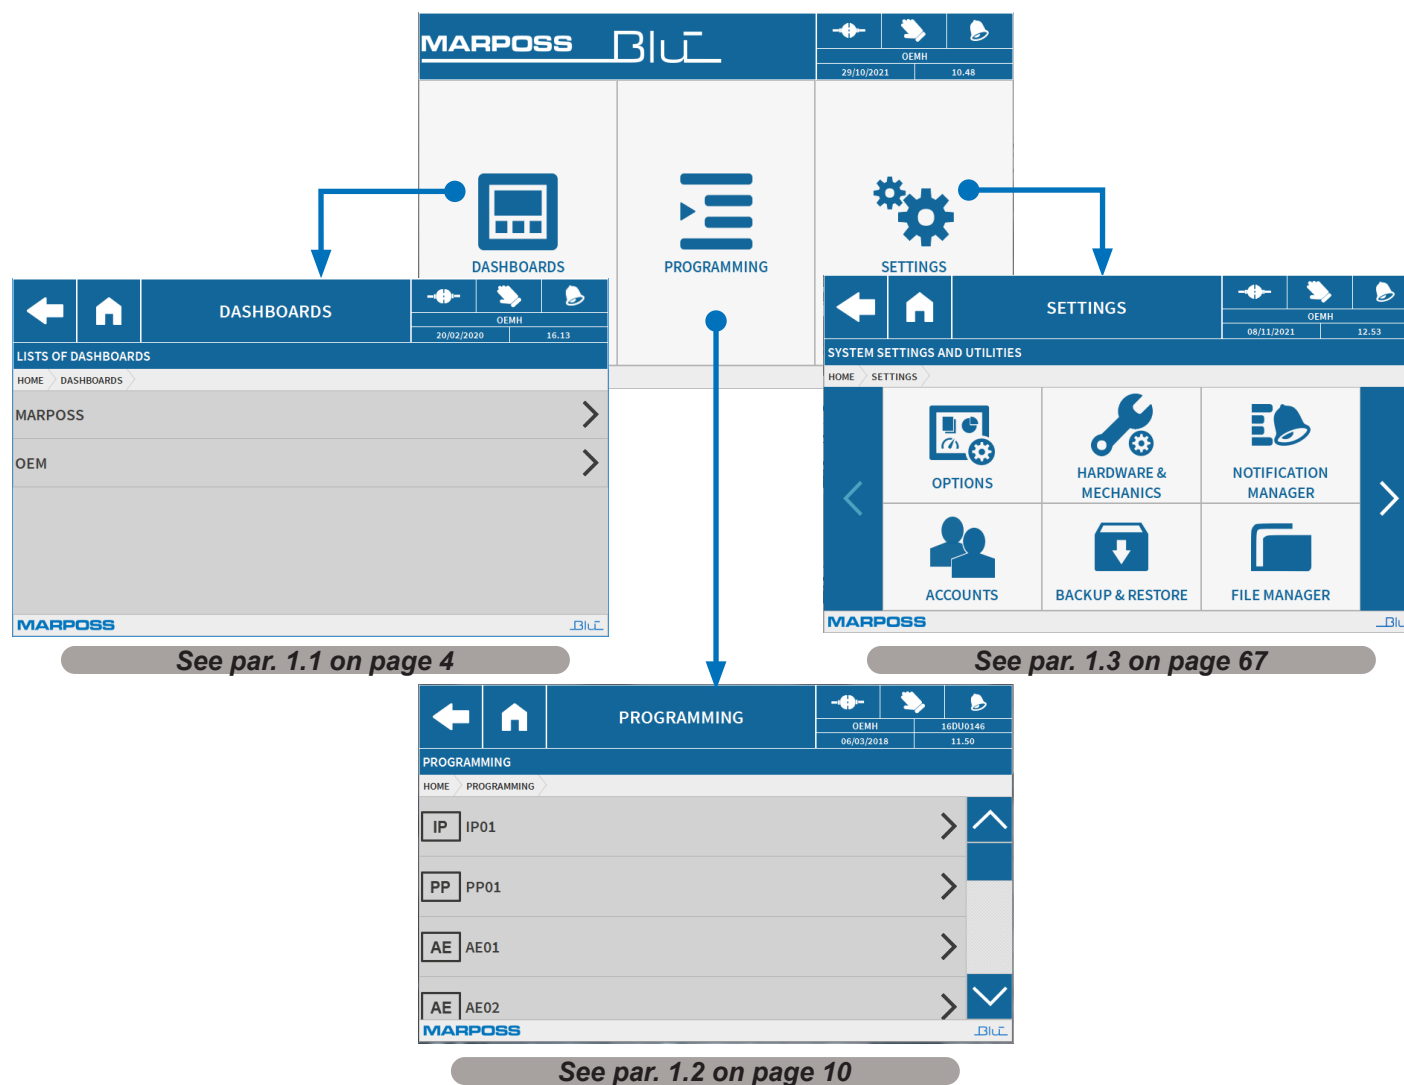 MARPOSS Blú
OEMH
29/10/2021 10.48
DASHBOARDS
PROGRAMMING
SETTINGS
DASHBOARDS
OEMH
20/02/2020 16.13
LISTS OF DASHBOARDS
HOME DASHBOARDS
MARPOSS
OEM
MARPOSS Blú
See par. 1.1 on page 4
SETTINGS
OEMH
08/11/2021 12.53
SYSTEM SETTINGS AND UTILITIES
HOME SETTINGS
OPTIONS
HARDWARE &
MECHANICS
NOTIFICATION
MANAGER
ACCOUNTS
BACKUP & RESTORE
FILE MANAGER
MARPOSS Blú
See par. 1.3 on page 67
PROGRAMMING
OEMH 16DU0146
06/03/2018 11.50
PROGRAMMING
HOME PROGRAMMING
IP IP01
PP PP01
AE AE01
AE AE02
MARPOSS Blú
See par. 1.2 on page 10